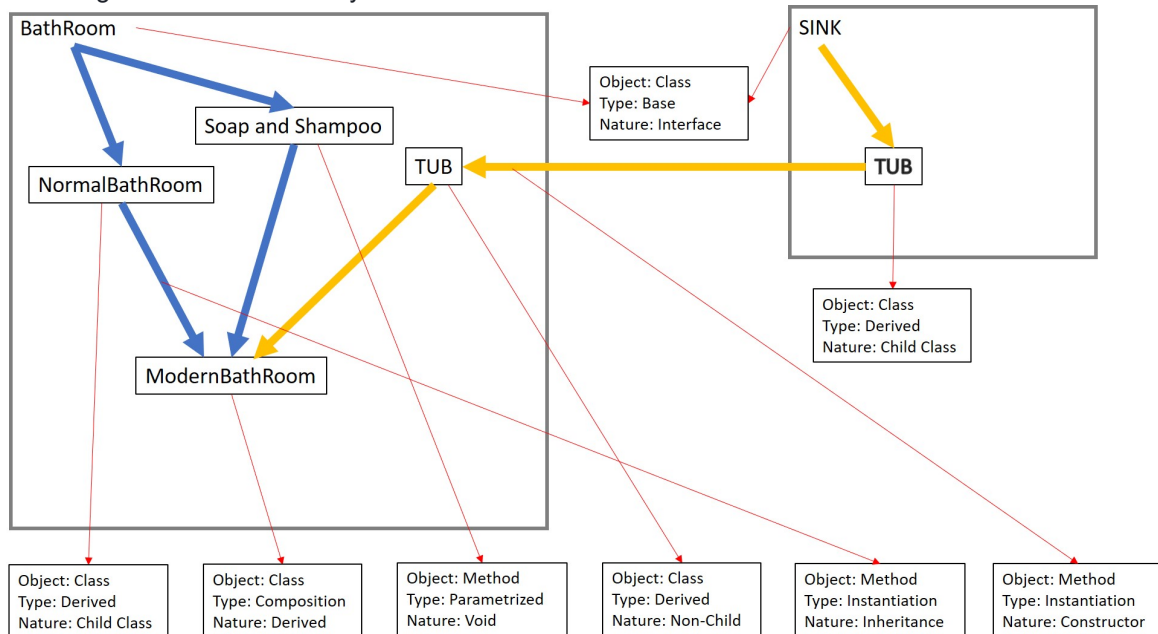 BathRoom
SINK
Object: Class
Type: Base
Nature: Interface
Soap and Shampoo
TUB
TUB
NormalBathRoom
Object: Class
Type: Derived
Nature: Child Class
ModernBathRoom
Object: Class
Type: Derived
Nature: Child Class
Object: Class
Type: Composition
Nature: Derived
Object: Method
Type: Parametrized
Nature: Void
Object: Class
Type: Derived
Nature: Non-Child
Object: Method
Type: Instantiation
Nature: Inheritance
Object: Method
Type: Instantiation
Nature: Constructor